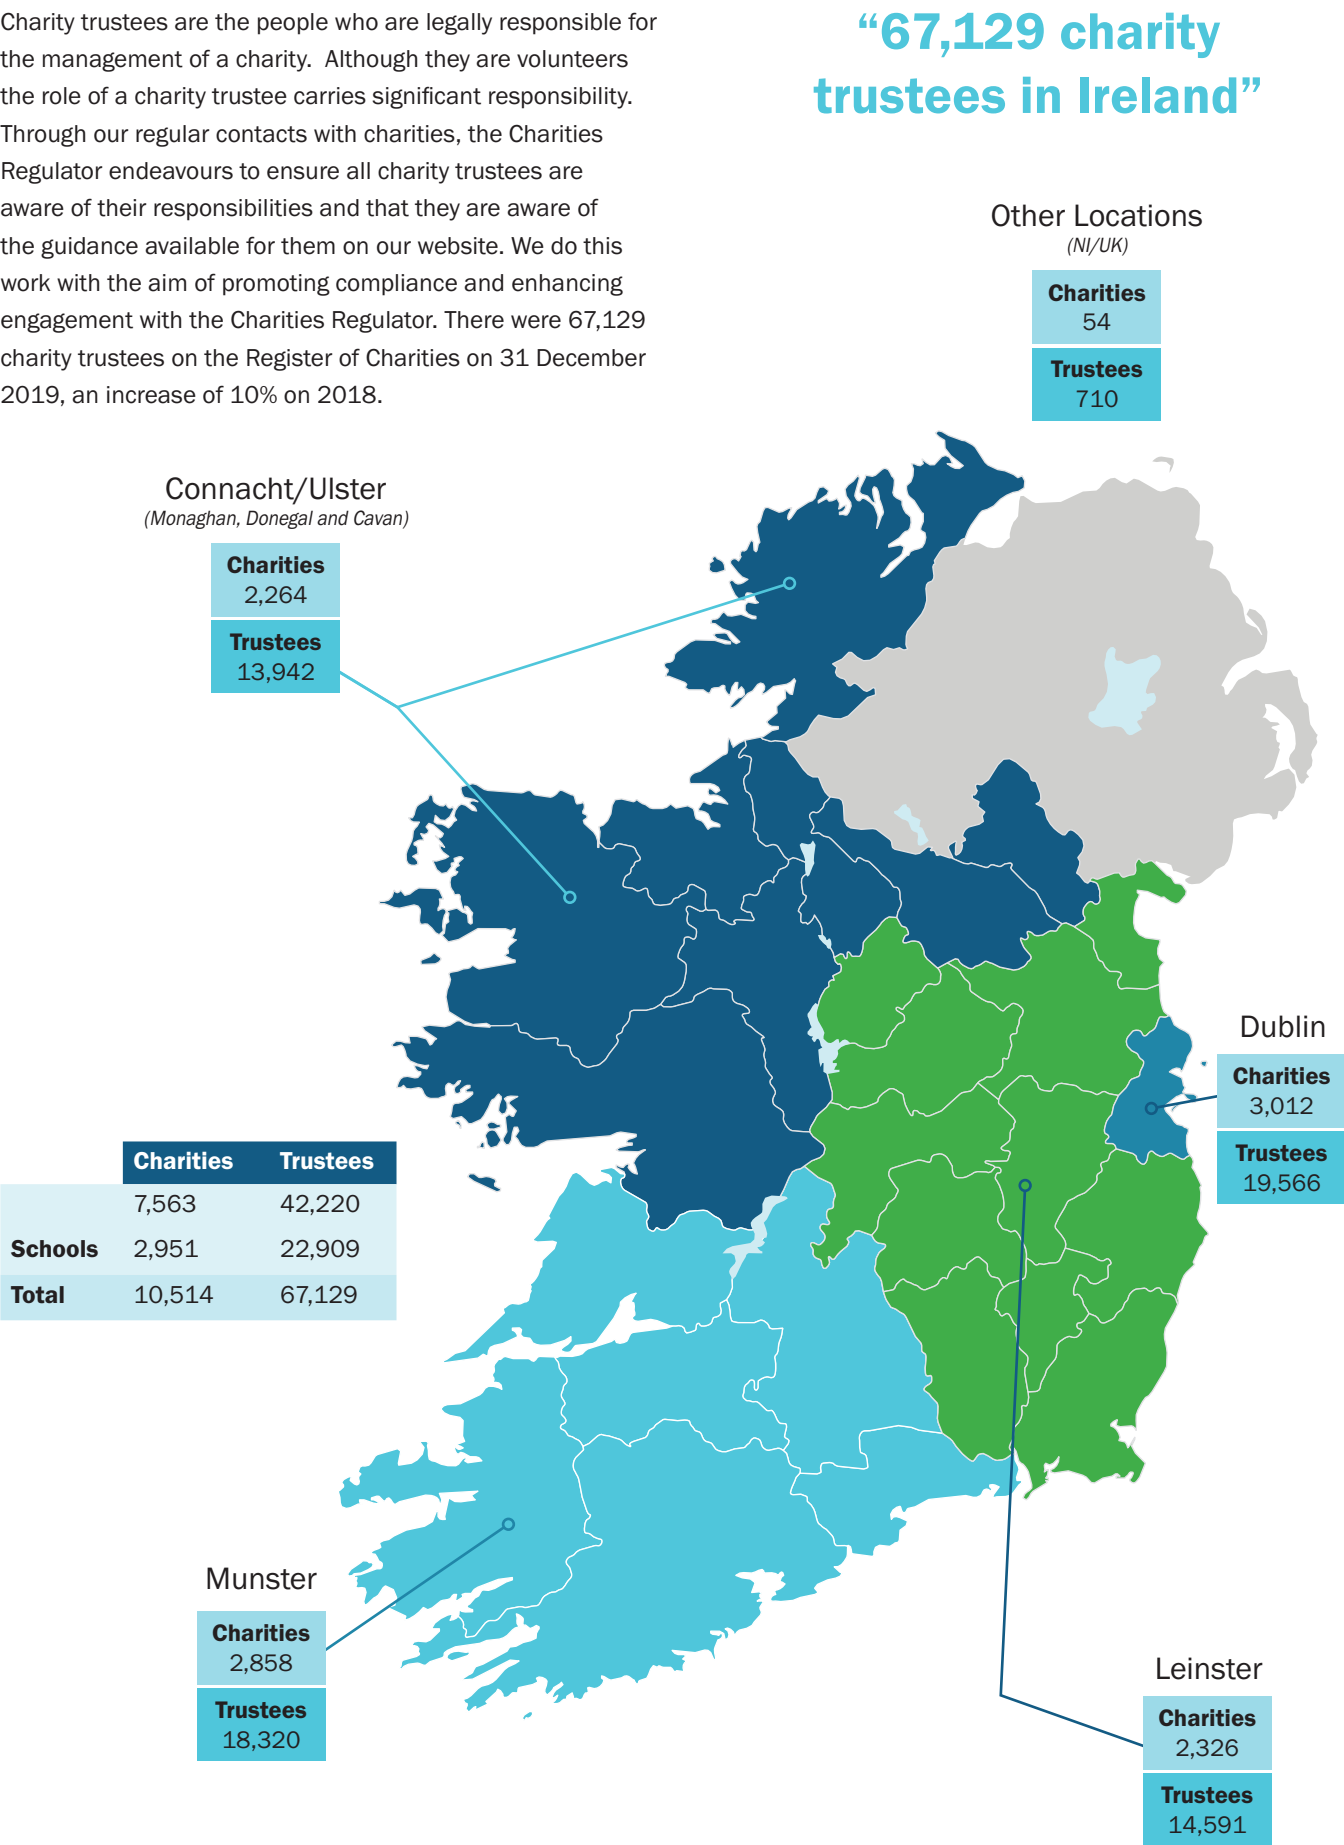 Charity trustees are the people who are legally responsible for
the management of a charity.  Although they are volunteers
the role of a charity trustee carries significant responsibility.
Through our regular contacts with charities, the Charities
Regulator endeavours to ensure all charity trustees are
aware of their responsibilities and that they are aware of
the guidance available for them on our website. We do this
work with the aim of promoting compliance and enhancing
engagement with the Charities Regulator. There were 67,129
charity trustees on the Register of Charities on 31 December
2019, an increase of 10% on 2018.
“67,129 charity
trustees in Ireland”
Other Locations
(NI/UK)
Charities
54
Trustees
710
Connacht/Ulster
(Monaghan, Donegal and Cavan)
Charities
2,264
Trustees
13,942
Dublin
Charities
3,012
Trustees
19,566
Charities Trustees
7,563 42,220
Schools 2,951 22,909
Total 10,514 67,129
Munster
Charities
2,858
Trustees
18,320
Leinster
Charities
2,326
Trustees
14,591